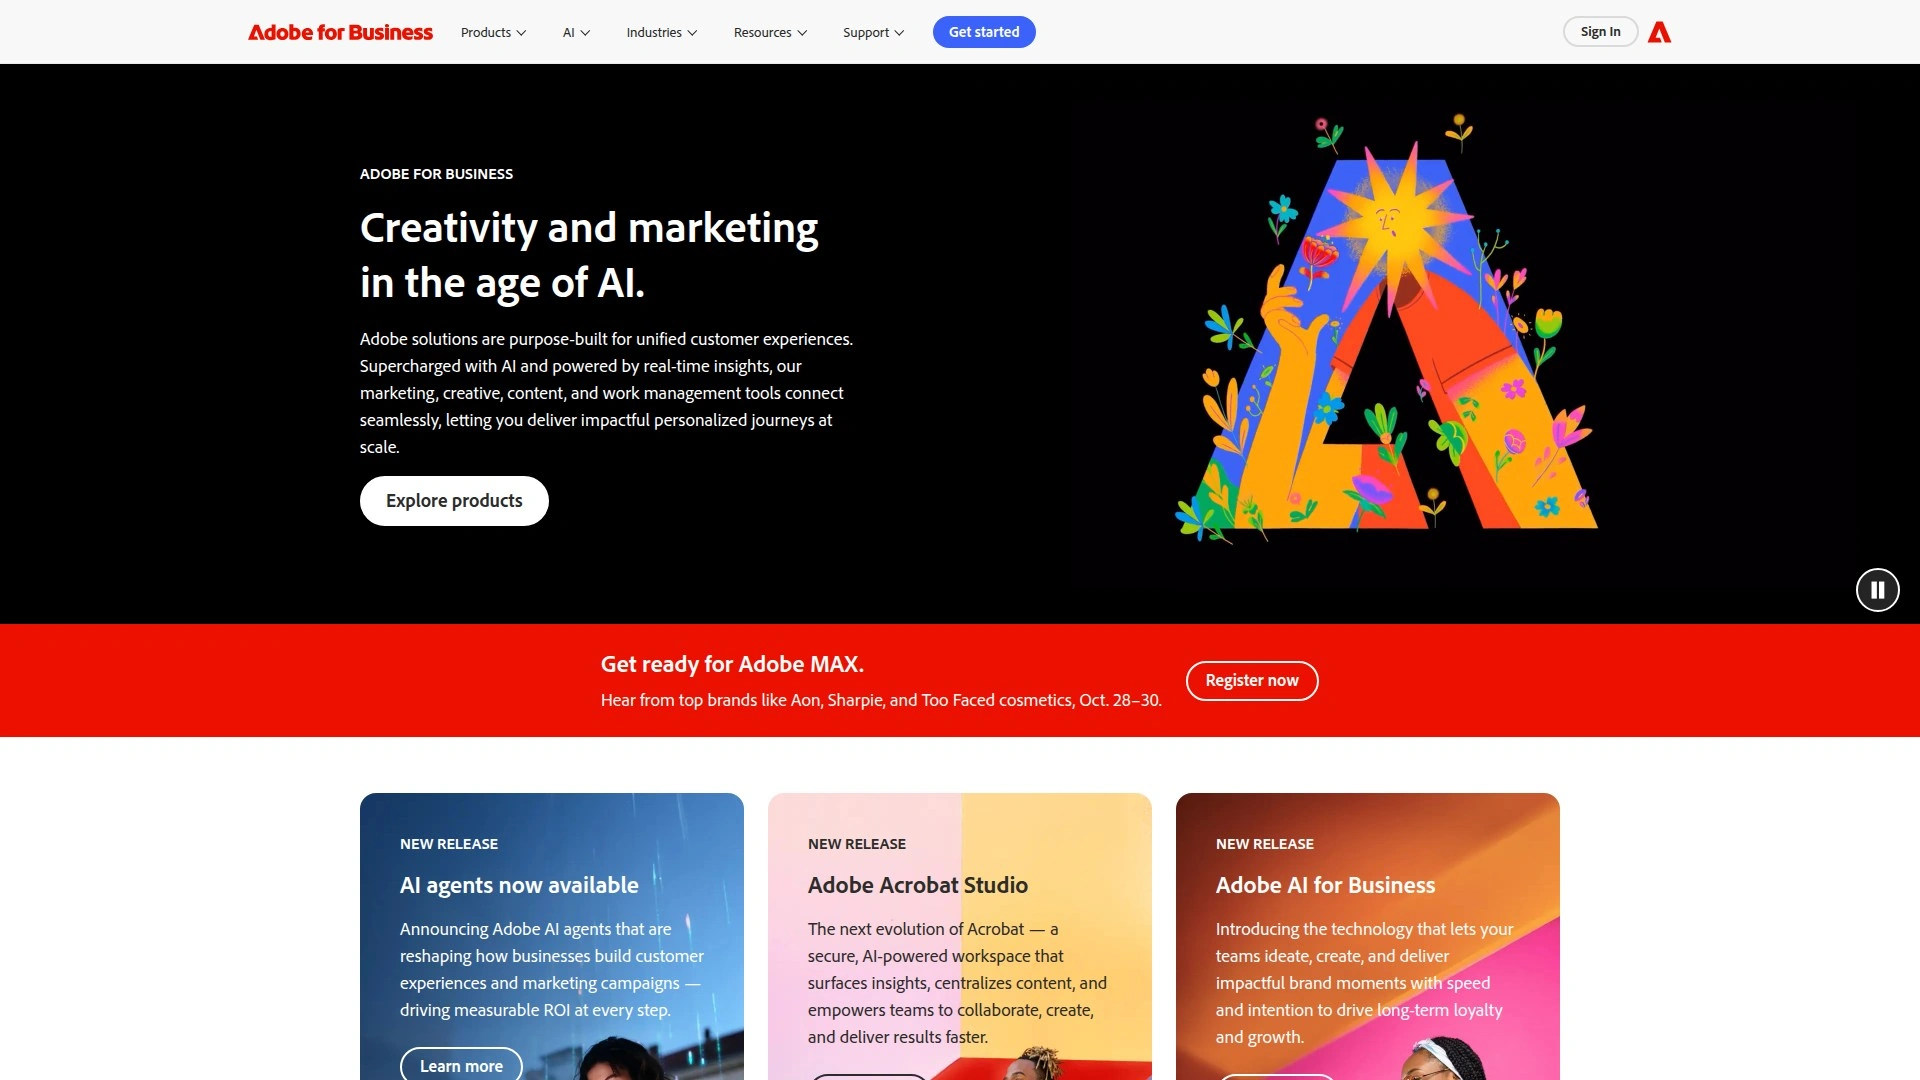 Adobe for Business
Products
AI
Industries
Resources
Support
Get started
Sign In
ADOBE FOR BUSINESS
Creativity and marketing
in the age of AI.
Adobe solutions are purpose-built for unified customer experiences.
Supercharged with AI and powered by real-time insights, our
marketing, creative, content, and work management tools connect
seamlessly, letting you deliver impactful personalized journeys at
scale.
Explore products
Get ready for Adobe MAX.
Hear from top brands like Aon, Sharpie, and Too Faced cosmetics, Oct. 28–30.
Register now
NEW RELEASE
AI agents now available
Announcing Adobe AI agents that are
reshaping how businesses build customer
experiences and marketing campaigns —
driving measurable ROI at every step.
Learn more
NEW RELEASE
Adobe Acrobat Studio
The next evolution of Acrobat — a
secure, AI-powered workspace that
surfaces insights, centralizes content, and
empowers teams to collaborate, create,
and deliver results faster.
NEW RELEASE
Adobe AI for Business
Introducing the technology that lets your
teams ideate, create, and deliver
impactful brand moments with speed
and intention to drive long-term loyalty
and growth.